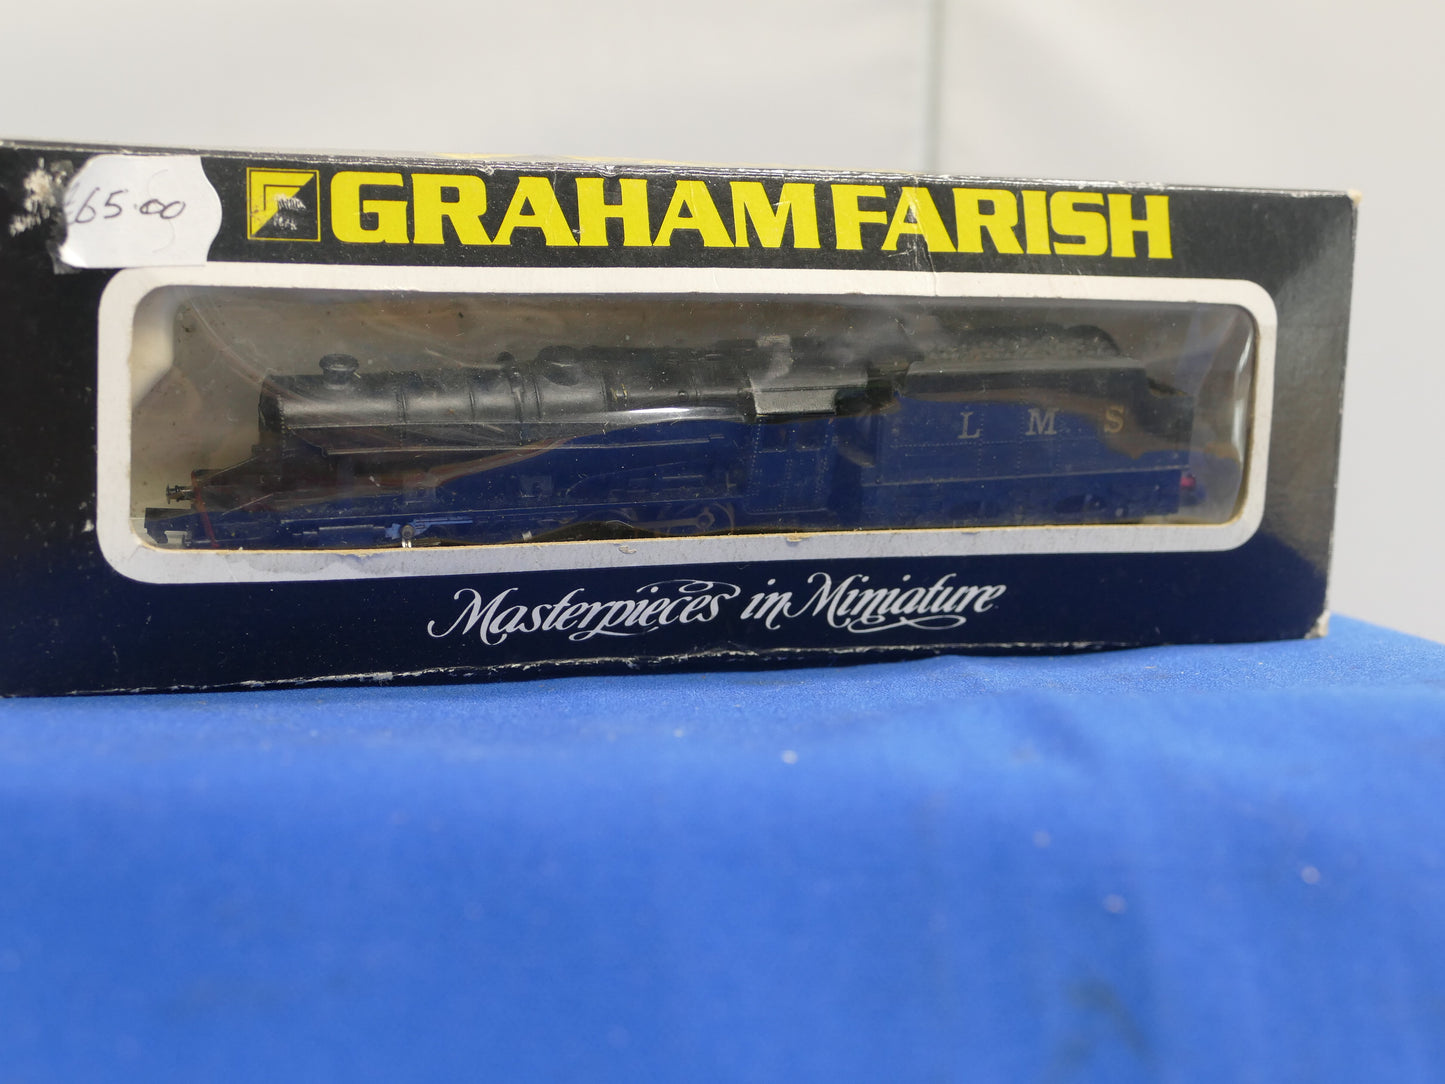 £65.00
GRAHAM FARISH
L M S
Masterpieces in Miniature